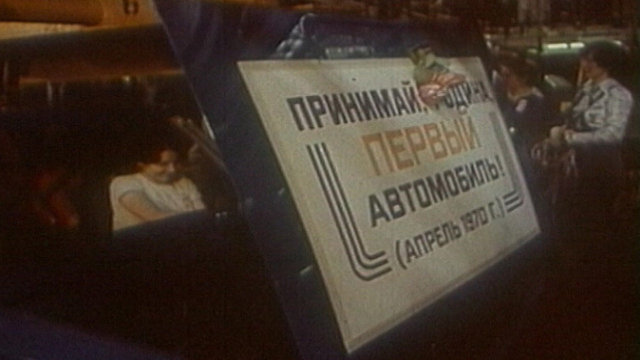 ПРИНИМАЙ, РОДИНА,
ПЕРВЫЙ
АВТОМОБИЛЬ!
(АПРЕЛЬ 1970 Г.)